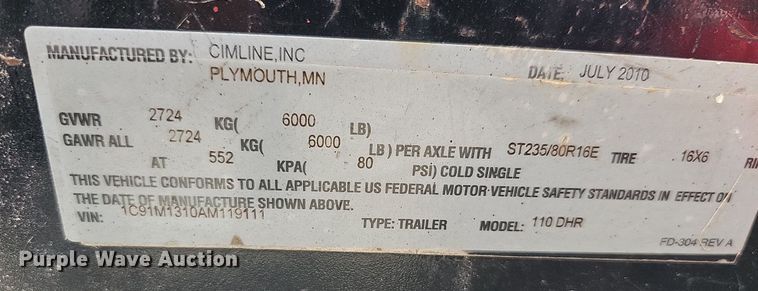 MANUFACTURED BY: CIMLINE, INC DATE: JULY 2010
PLYMOUTH, MN
GVWR 2724 KG( 6000 LB)
GAWR ALL 2724 KG( 6000 LB) PER AXLE WITH ST235/80R16E TIRE 16X6 RI
AT 552 KPA( 80 PSI) COLD SINGLE
THIS VEHICLE CONFORMS TO ALL APPLICABLE US FEDERAL MOTOR VEHICLE SAFETY STANDARDS IN EFFECT ON
THE DATE OF MANUFACTURE SHOWN ABOVE.
VIN: 1C91M1310AM119111 TYPE: TRAILER MODEL: 110 DHR
FD-304 REV A
Purple Wave Auction